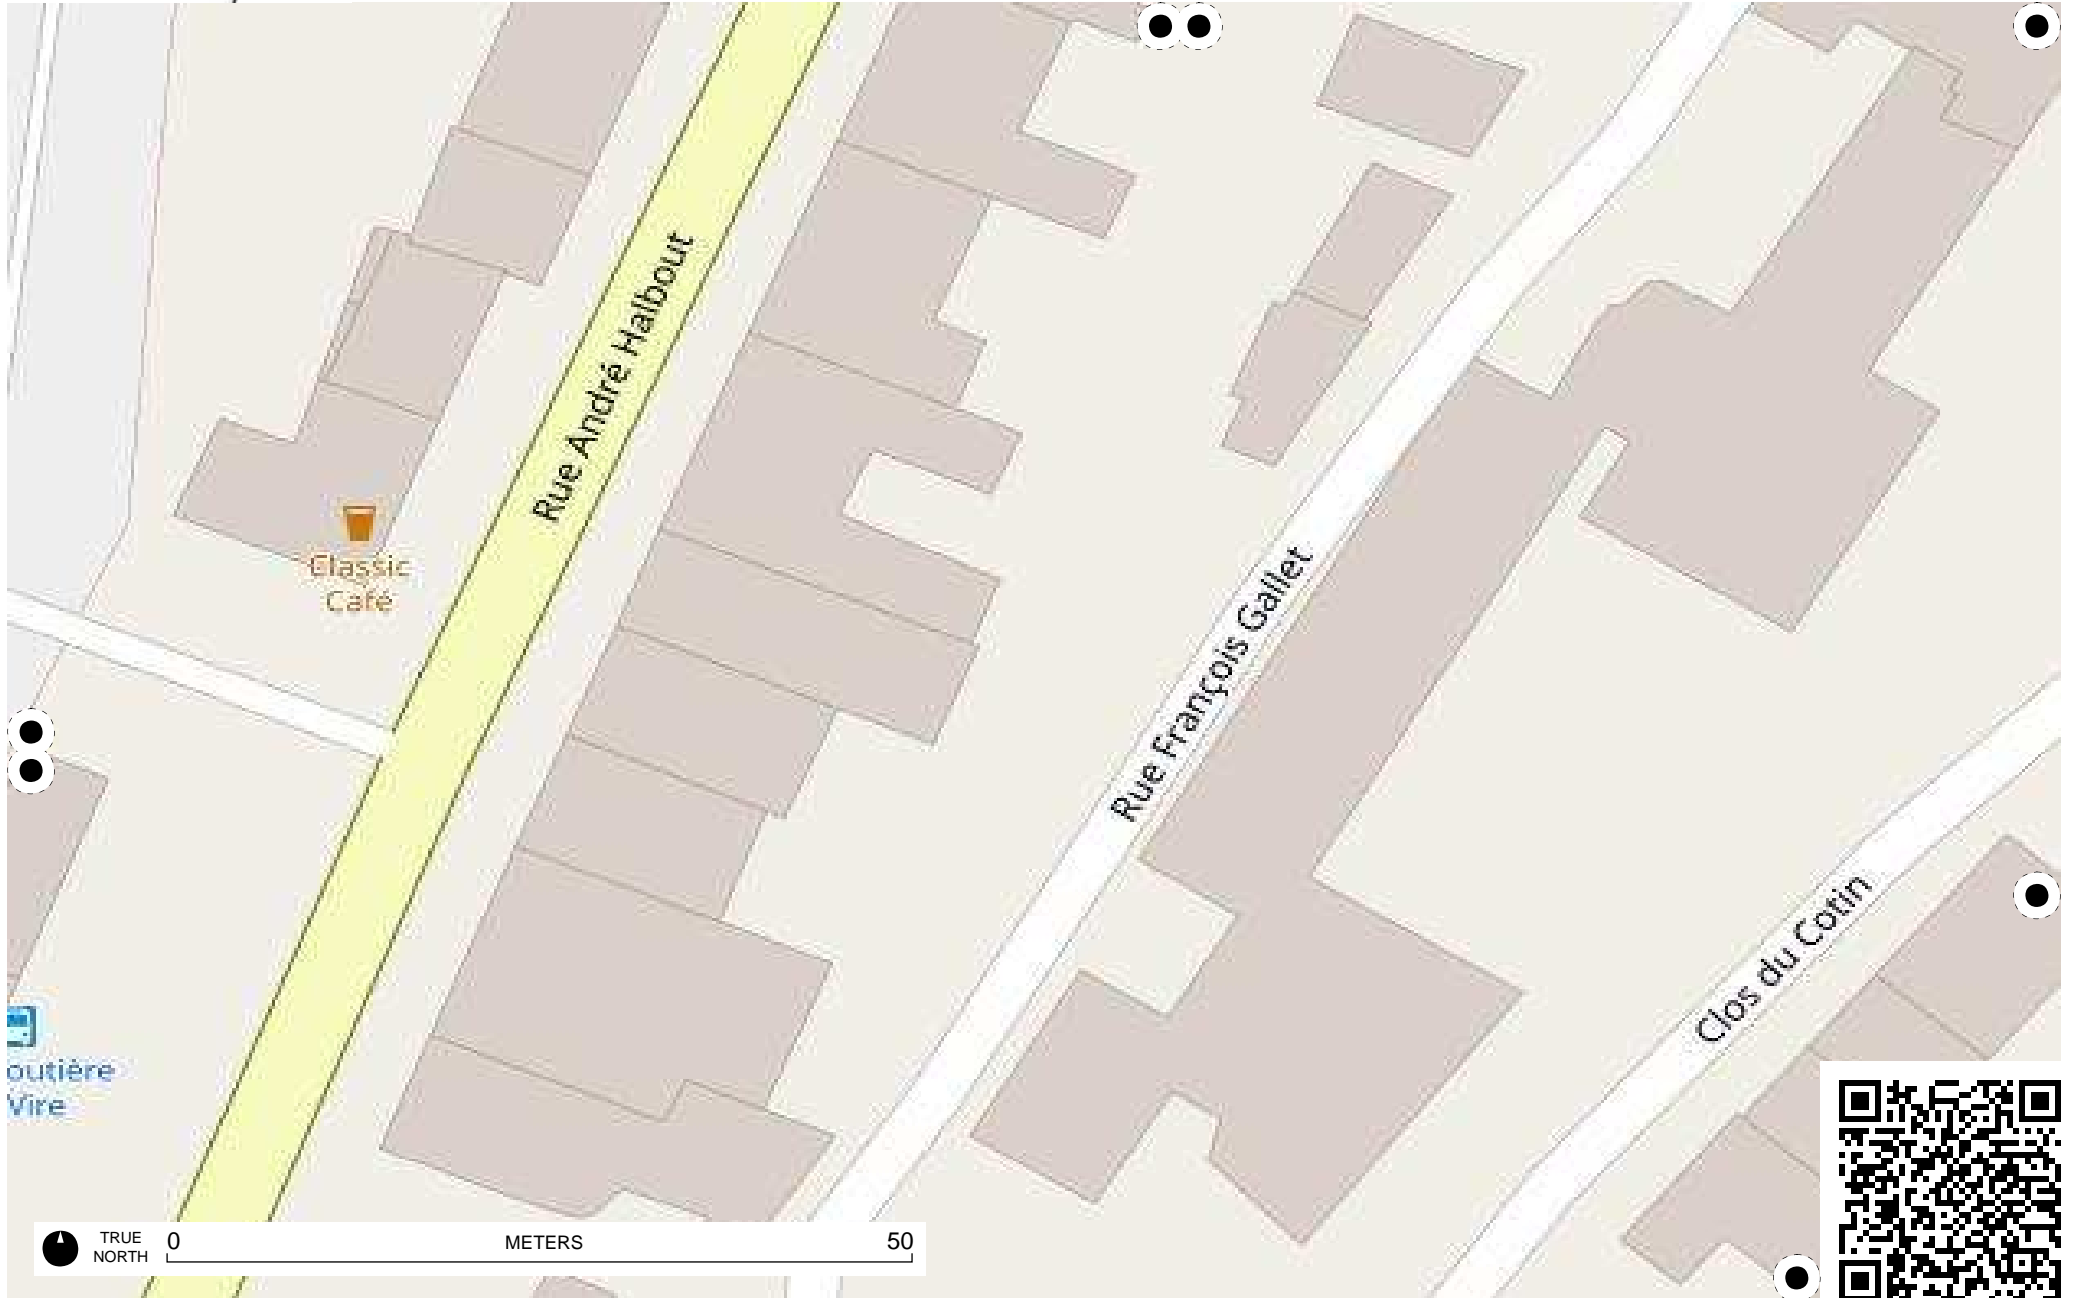 Rue André Halbout
Classic
Café
Rue François Gallet
Clos du Cotin
outière
Vire
TRUE
NORTH
0
METERS
50